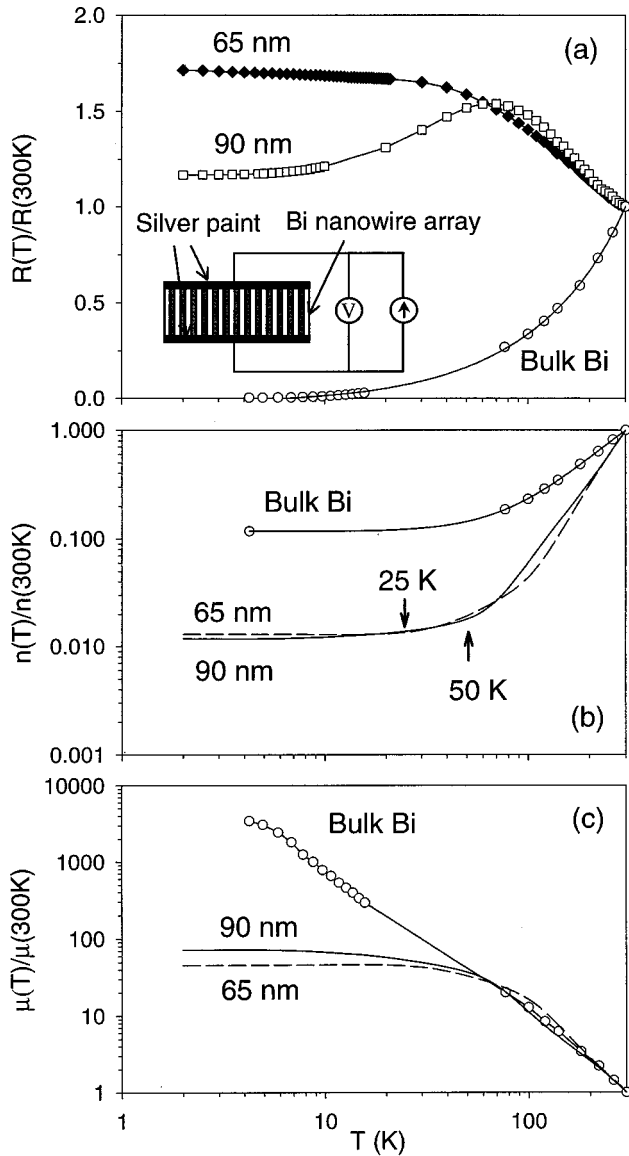 2.0
65 nm
(a)
1.5
90 nm
R(T)/R(300K)
1.0
Silver paint
Bi nanowire array
0.5
V
Bulk Bi
0.0
1.000
Bulk Bi
n(T)/n(300K)
0.100
25 K
65 nm
0.010
90 nm
50 K
(b)
0.001
10000
Bulk Bi
(c)
1000
μ(T)/μ(300K)
90 nm
100
65 nm
10
1
1
10
100
T (K)